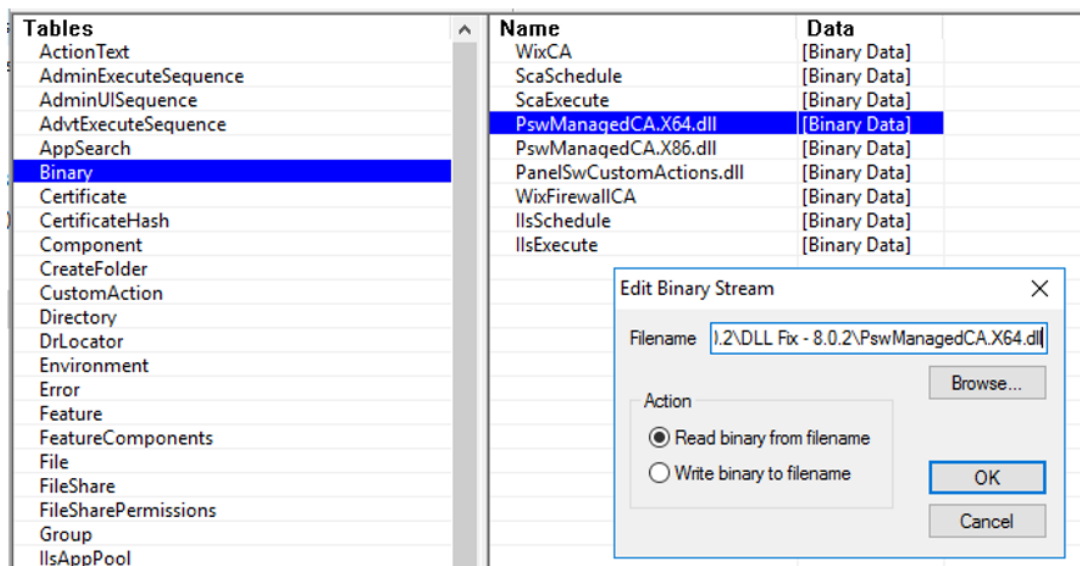 Tables
ActionText
AdminExecuteSequence
AdminUISequence
AdvtExecuteSequence
AppSearch
Binary
Certificate
CertificateHash
Component
CreateFolder
CustomAction
Directory
DrLocator
Environment
Error
Feature
FeatureComponents
File
FileShare
FileSharePermissions
Group
IIsAppPool
Name Data
WixCA [Binary Data]
ScaSchedule [Binary Data]
ScaExecute [Binary Data]
PswManagedCA.X64.dll [Binary Data]
PswManagedCA.X86.dll [Binary Data]
PanelSwCustomActions.dll [Binary Data]
WixFirewallCA [Binary Data]
IIsSchedule [Binary Data]
IIsExecute [Binary Data]
Edit Binary Stream
Filename ).2\DLL Fix - 8.0.2\PswManagedCA.X64.dll
Browse...
Action
Read binary from filename
Write binary to filename
OK
Cancel